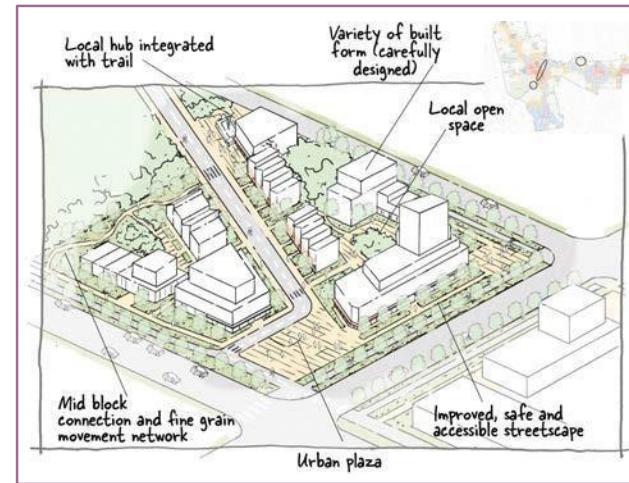 Local hub integrated
with trail
Variety of built
form (carefully
designed)
Local open
space
Mid block
connection and fine grain
movement network
Improved, safe and
accessible streetscape
Urban plaza